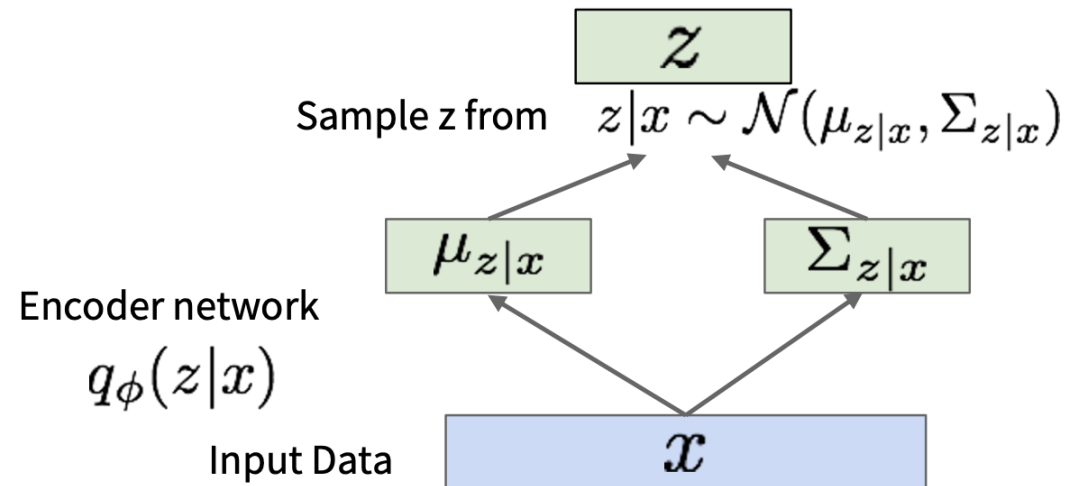 z
Sample z from z|x ∼ 𝒩(μ_{z|x}, Σ_{z|x})
μ_{z|x} Σ_{z|x}
Encoder network
q_ϕ(z|x)
Input Data x